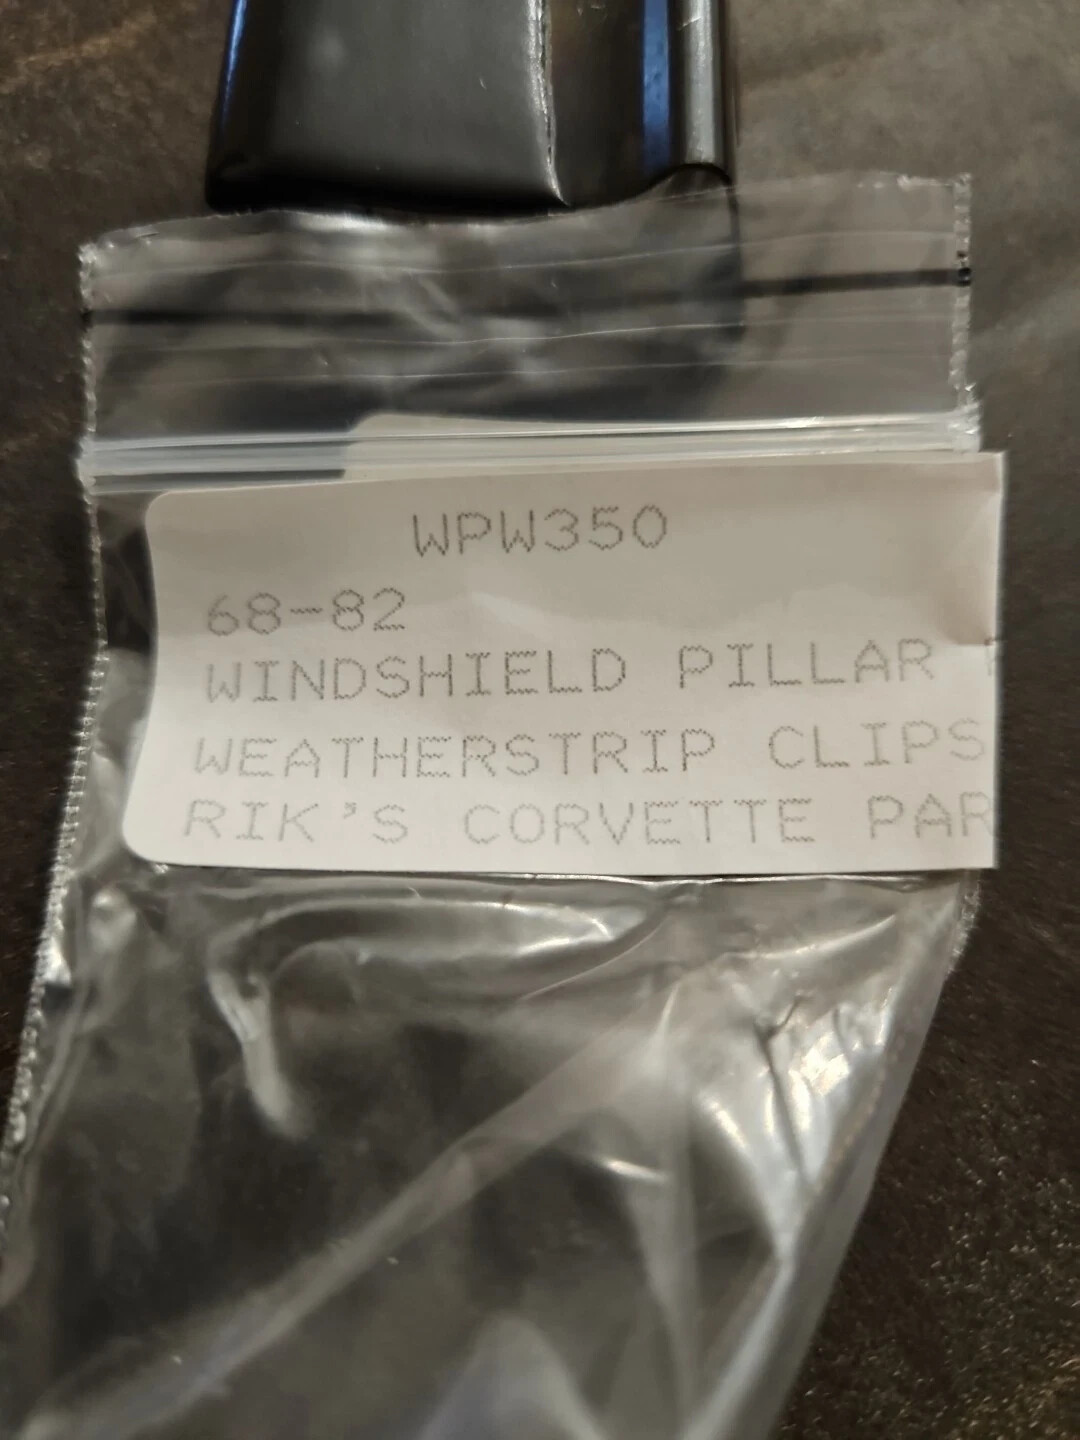 WPW350
68-82
WINDSHIELD PILLAR
WEATHERSTRIP CLIPS
RIK'S CORVETTE PAR